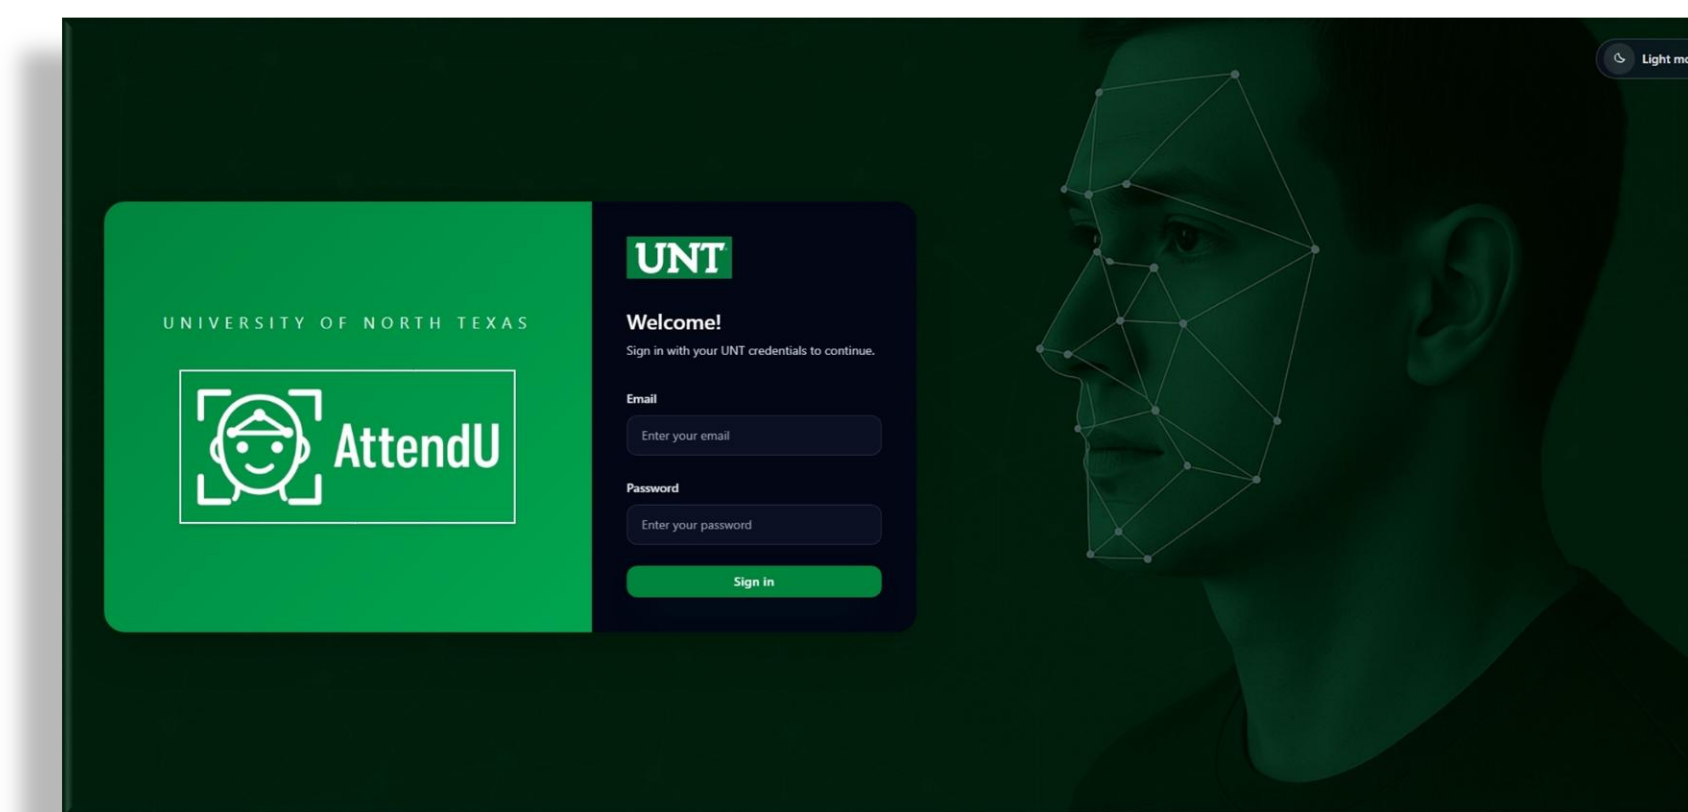 Light mo
UNIVERSITY OF NORTH TEXAS
AttendU
UNT
Welcome!
Sign in with your UNT credentials to continue.
Email
Enter your email
Password
Enter your password
Sign in